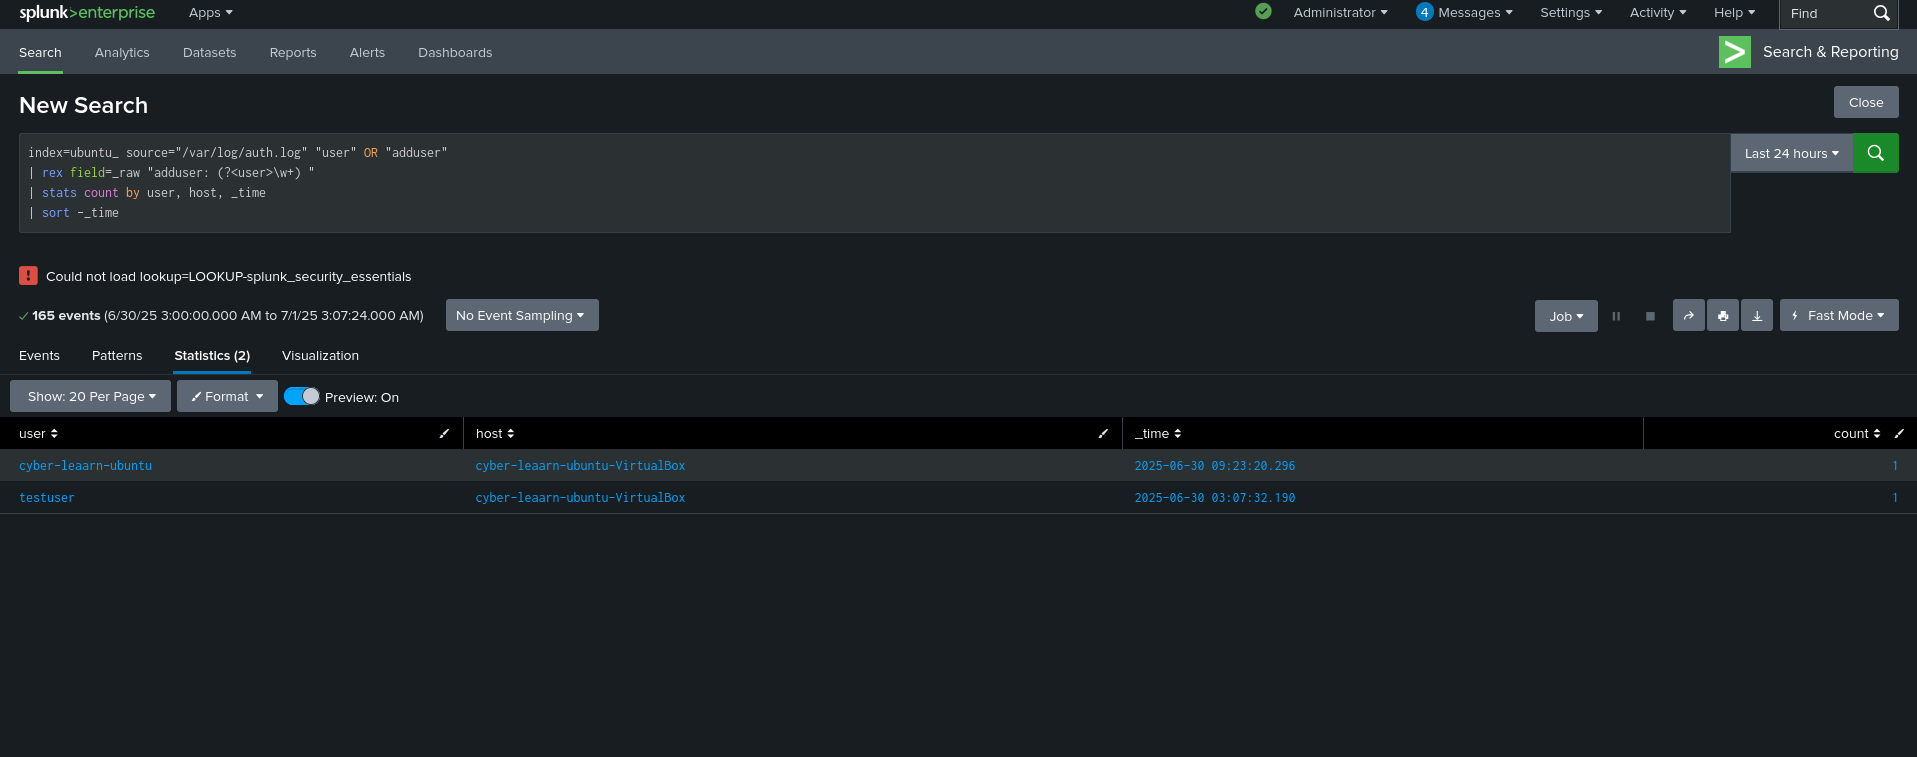 splunk>enterprise Apps Administrator 4 Messages Settings Activity Help Find
Search Analytics Datasets Reports Alerts Dashboards Search & Reporting
New Search Close
index=ubuntu_ source="/var/log/auth.log" "user" OR "adduser"
| rex field=_raw "adduser: (?<user>\w+) "
| stats count by user, host, _time
| sort -_time
Last 24 hours
Could not load lookup=LOOKUP-splunk_security_essentials
165 events (6/30/25 3:00:00.000 AM to 7/1/25 3:07:24.000 AM) No Event Sampling Job Fast Mode
Events Patterns Statistics (2) Visualization
Show: 20 Per Page Format Preview: On
user host _time count
cyber-leaarn-ubuntu cyber-leaarn-ubuntu-VirtualBox 2025-06-30 09:23:20.296 1
testuser cyber-leaarn-ubuntu-VirtualBox 2025-06-30 03:07:32.190 1